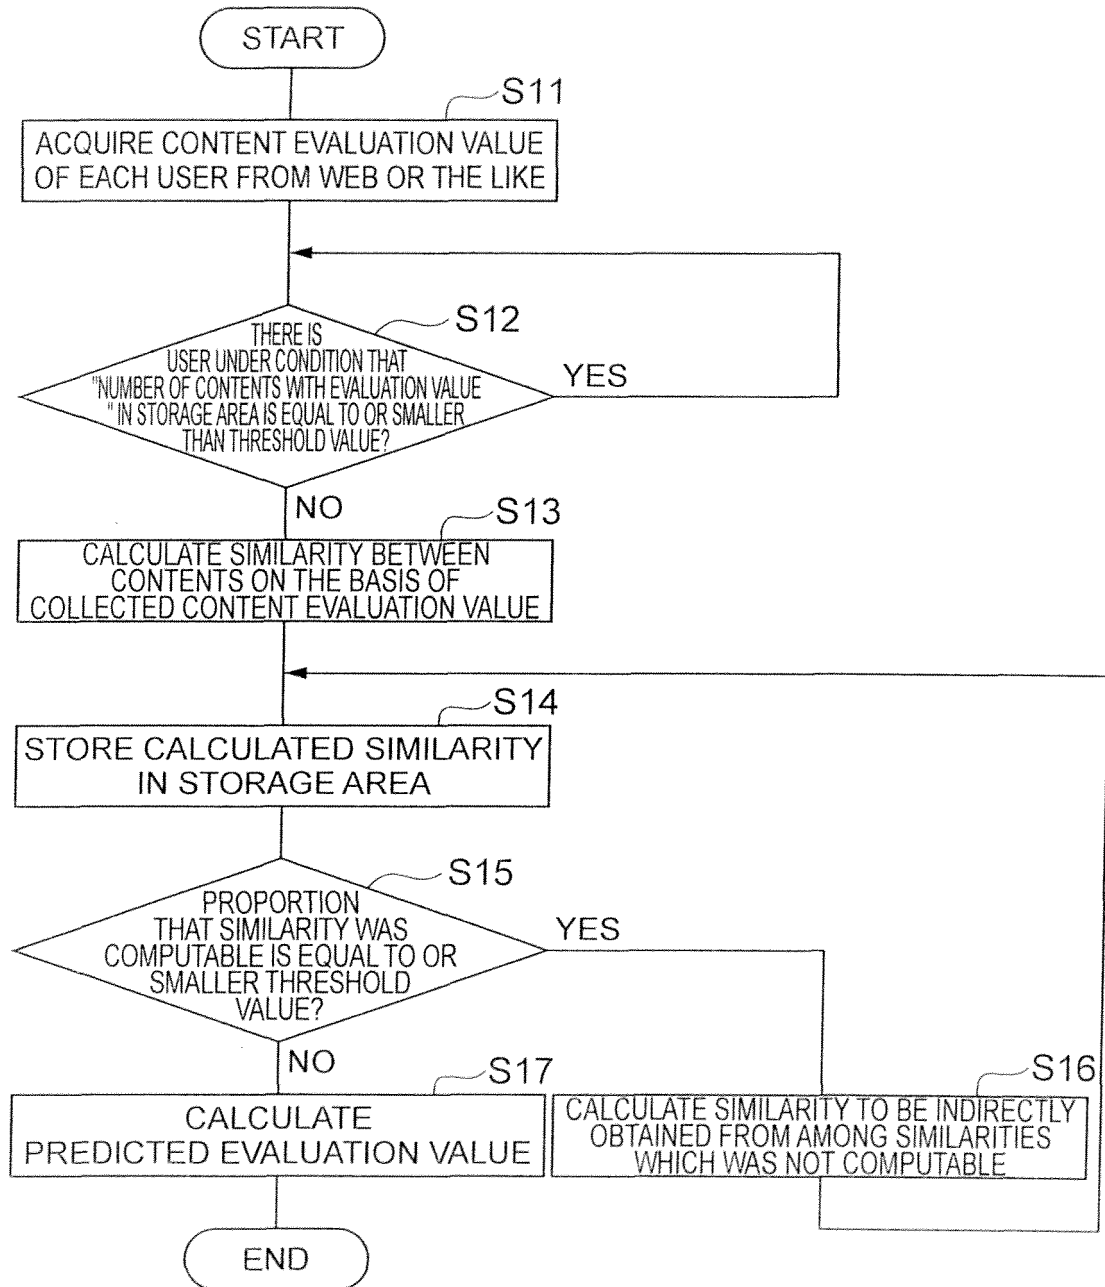 START
S11
ACQUIRE CONTENT EVALUATION VALUE
OF EACH USER FROM WEB OR THE LIKE
S12
THERE IS
USER UNDER CONDITION THAT
"NUMBER OF CONTENTS WITH EVALUATION VALUE
" IN STORAGE AREA IS EQUAL TO OR SMALLER
THAN THRESHOLD VALUE?
YES
NO
S13
CALCULATE SIMILARITY BETWEEN
CONTENTS ON THE BASIS OF
COLLECTED CONTENT EVALUATION VALUE
S14
STORE CALCULATED SIMILARITY
IN STORAGE AREA
S15
PROPORTION
THAT SIMILARITY WAS
COMPUTABLE IS EQUAL TO OR
SMALLER THRESHOLD
VALUE?
YES
NO
S17
CALCULATE
PREDICTED EVALUATION VALUE
S16
CALCULATE SIMILARITY TO BE INDIRECTLY
OBTAINED FROM AMONG SIMILARITIES
WHICH WAS NOT COMPUTABLE
END